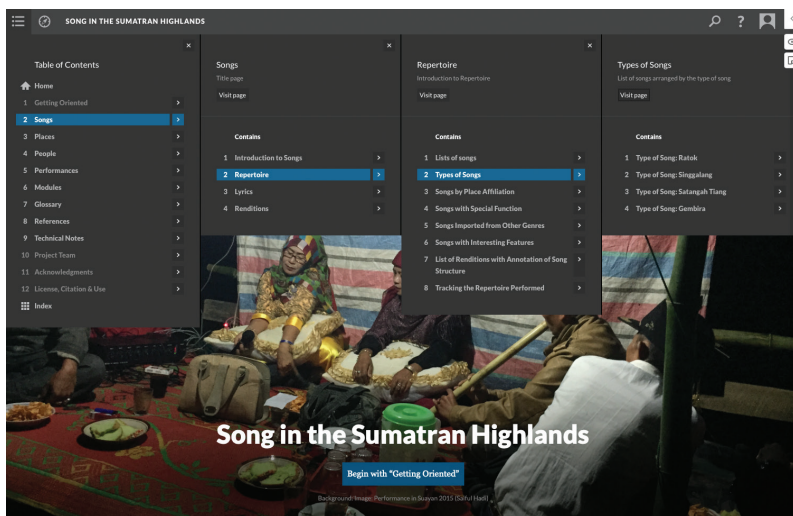 SONG IN THE SUMATRAN HIGHLANDS
?
Table of Contents
Home
1 Getting Oriented
2 Songs
3 Places
4 People
5 Performances
6 Modules
7 Glossary
8 References
9 Technical Notes
10 Project Team
11 Acknowledgments
12 License, Citation & Use
Index
Songs
Title page
Visit page
Contains
1 Introduction to Songs
2 Repertoire
3 Lyrics
4 Renditions
Repertoire
Introduction to Repertoire
Visit page
Contains
1 Lists of songs
2 Types of Songs
3 Songs by Place Affiliation
4 Songs with Special Function
5 Songs Imported from Other Genres
6 Songs with Interesting Features
7 List of Renditions with Annotation of Song
Structure
8 Tracking the Repertoire Performed
Types of Songs
List of songs arranged by the type of song
Visit page
Contains
1 Type of Song: Ratok
2 Type of Song: Singgalang
3 Type of Song: Satangah Tiang
4 Type of Song: Gembira
Song in the Sumatran Highlands
Begin with “Getting Oriented”
Background: Image: Performance in Suayan 2015 (Saiful Hadi)